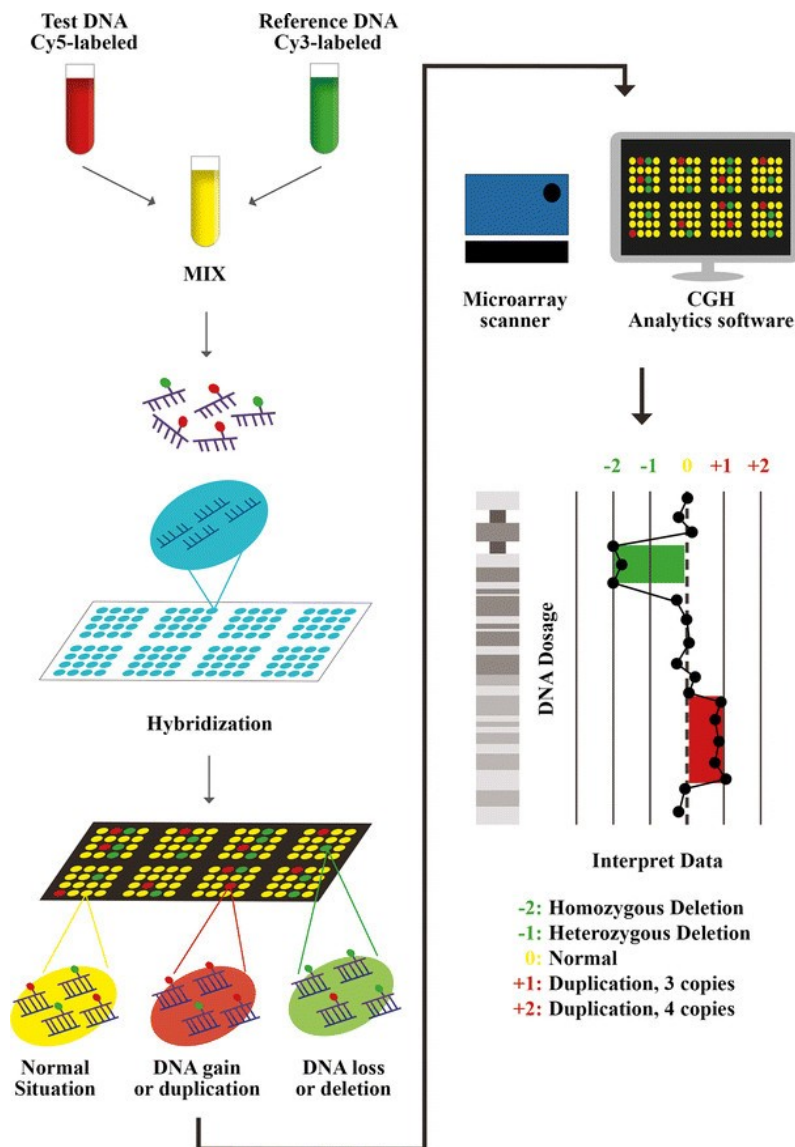 Test DNA
Cy5-labeled
Reference DNA
Cy3-labeled
MIX
Hybridization
Normal
Situation
DNA gain
or duplication
DNA loss
or deletion
Microarray
scanner
CGH
Analytics software
-2
-1
0
+1
+2
DNA Dosage
Interpret Data
-2: Homozygous Deletion
-1: Heterozygous Deletion
0: Normal
+1: Duplication, 3 copies
+2: Duplication, 4 copies